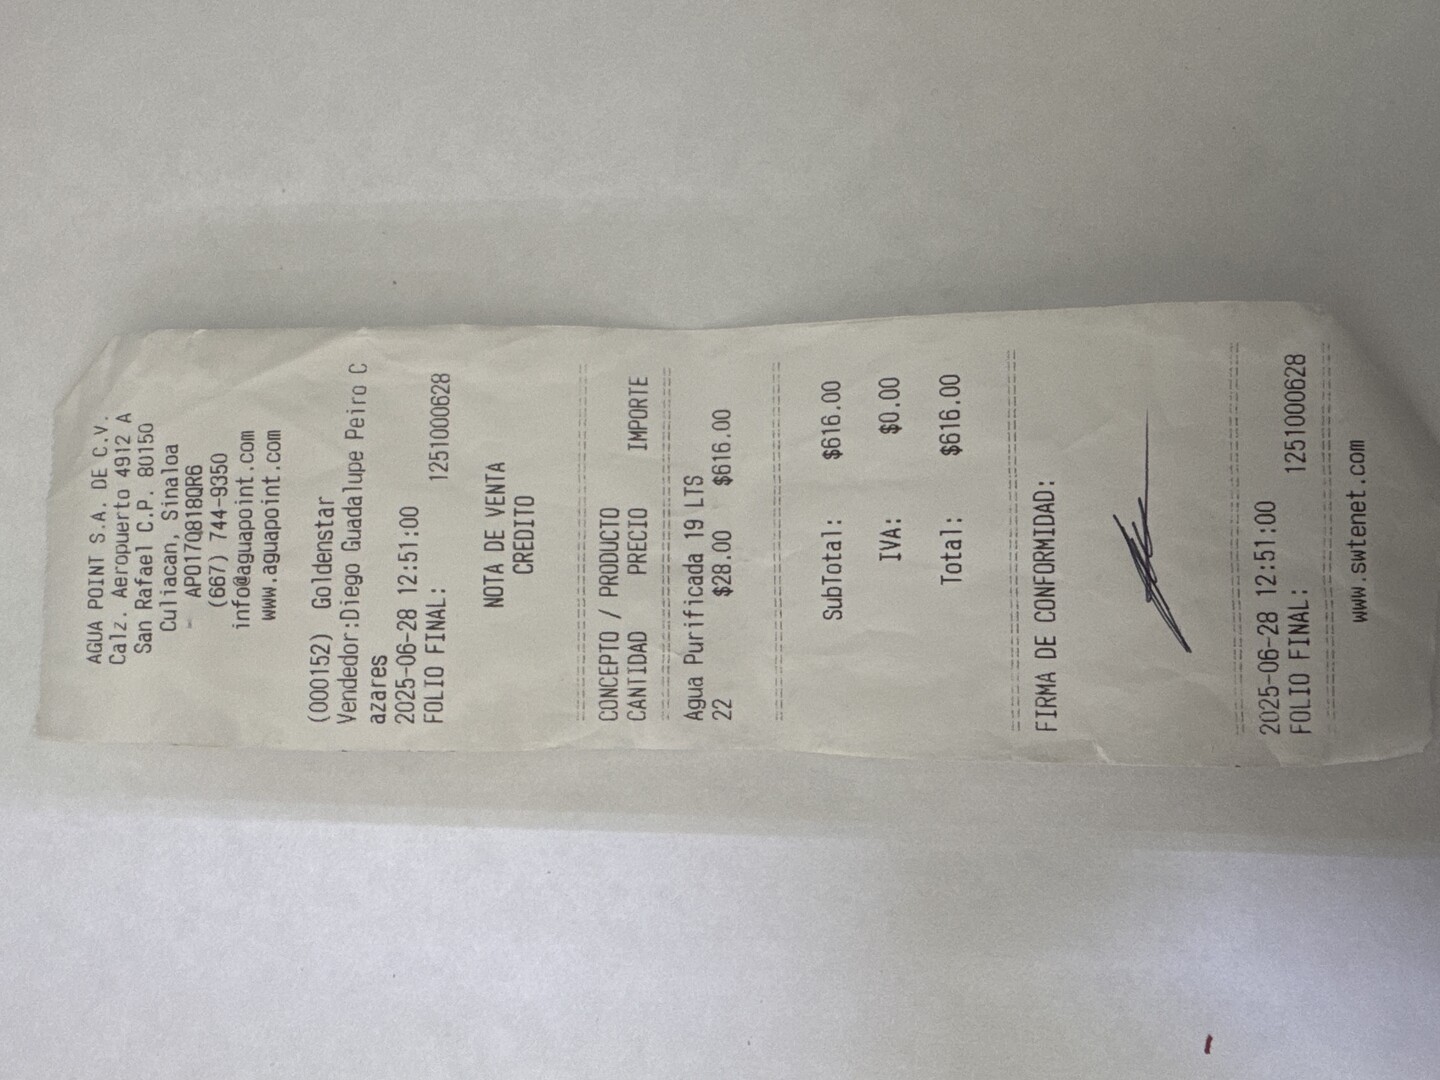 AGUA POINT S.A. DE C.V.
Calz. Aeropuerto 4912 A
San Rafael C.P. 80150
Culiacan, Sinaloa
APO170818QR6
(667) 744-9350
info@aguapoint.com
www.aguapoint.com
(000152) Goldenstar
Vendedor:Diego Guadalupe Peiro C
azares
2025-06-28 12:51:00
FOLIO FINAL: 1251000628
NOTA DE VENTA
CREDITO
CONCEPTO / PRODUCTO
CANTIDAD PRECIO IMPORTE
Agua Purificada 19 LTS
22 $28.00 $616.00
SubTotal: $616.00
IVA: $0.00
Total: $616.00
FIRMA DE CONFORMIDAD:
2025-06-28 12:51:00
FOLIO FINAL: 1251000628
www.swtenet.com